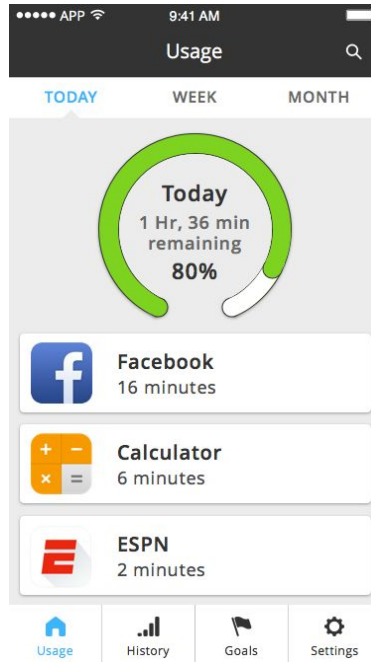 APP 9:41 AM
Usage
TODAY WEEK MONTH
Today
1 Hr, 36 min
remaining
80%
Facebook
16 minutes
Calculator
6 minutes
ESPN
2 minutes
Usage History Goals Settings